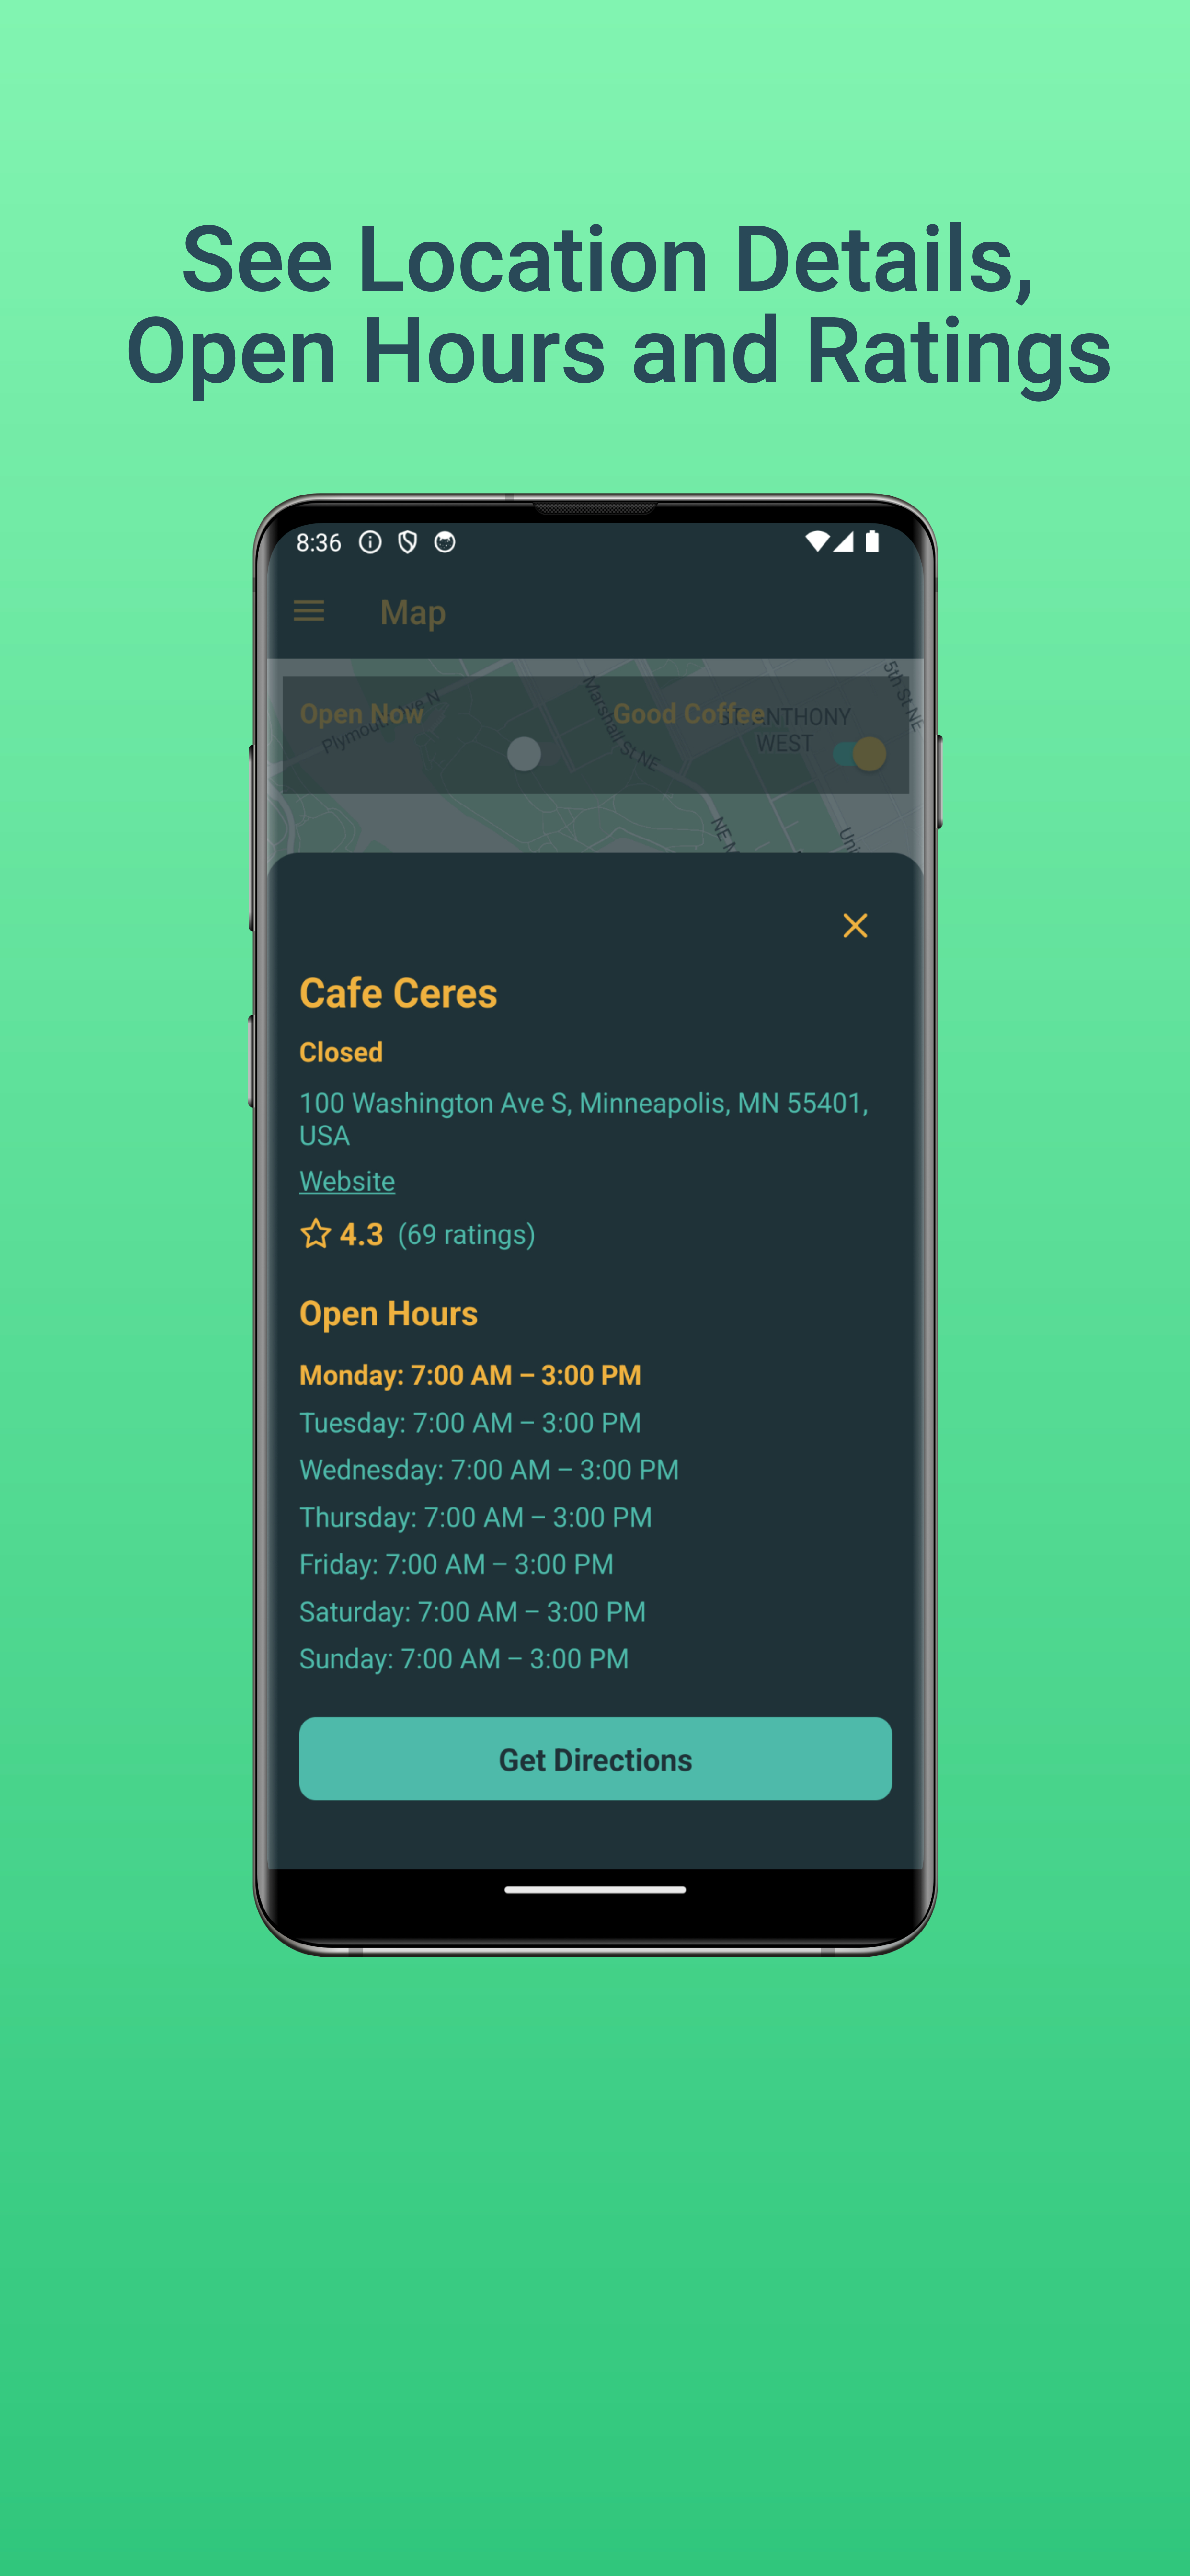 See Location Details,
Open Hours and Ratings
8:36
Map
Open Now
Good Coffee
Plymouth Ave N
Marshall St NE
ST. ANTHONY
WEST
5th St NE
NE M
Uni
Cafe Ceres
Closed
100 Washington Ave S, Minneapolis, MN 55401,
USA
Website
4.3 (69 ratings)
Open Hours
Monday: 7:00 AM – 3:00 PM
Tuesday: 7:00 AM – 3:00 PM
Wednesday: 7:00 AM – 3:00 PM
Thursday: 7:00 AM – 3:00 PM
Friday: 7:00 AM – 3:00 PM
Saturday: 7:00 AM – 3:00 PM
Sunday: 7:00 AM – 3:00 PM
Get Directions